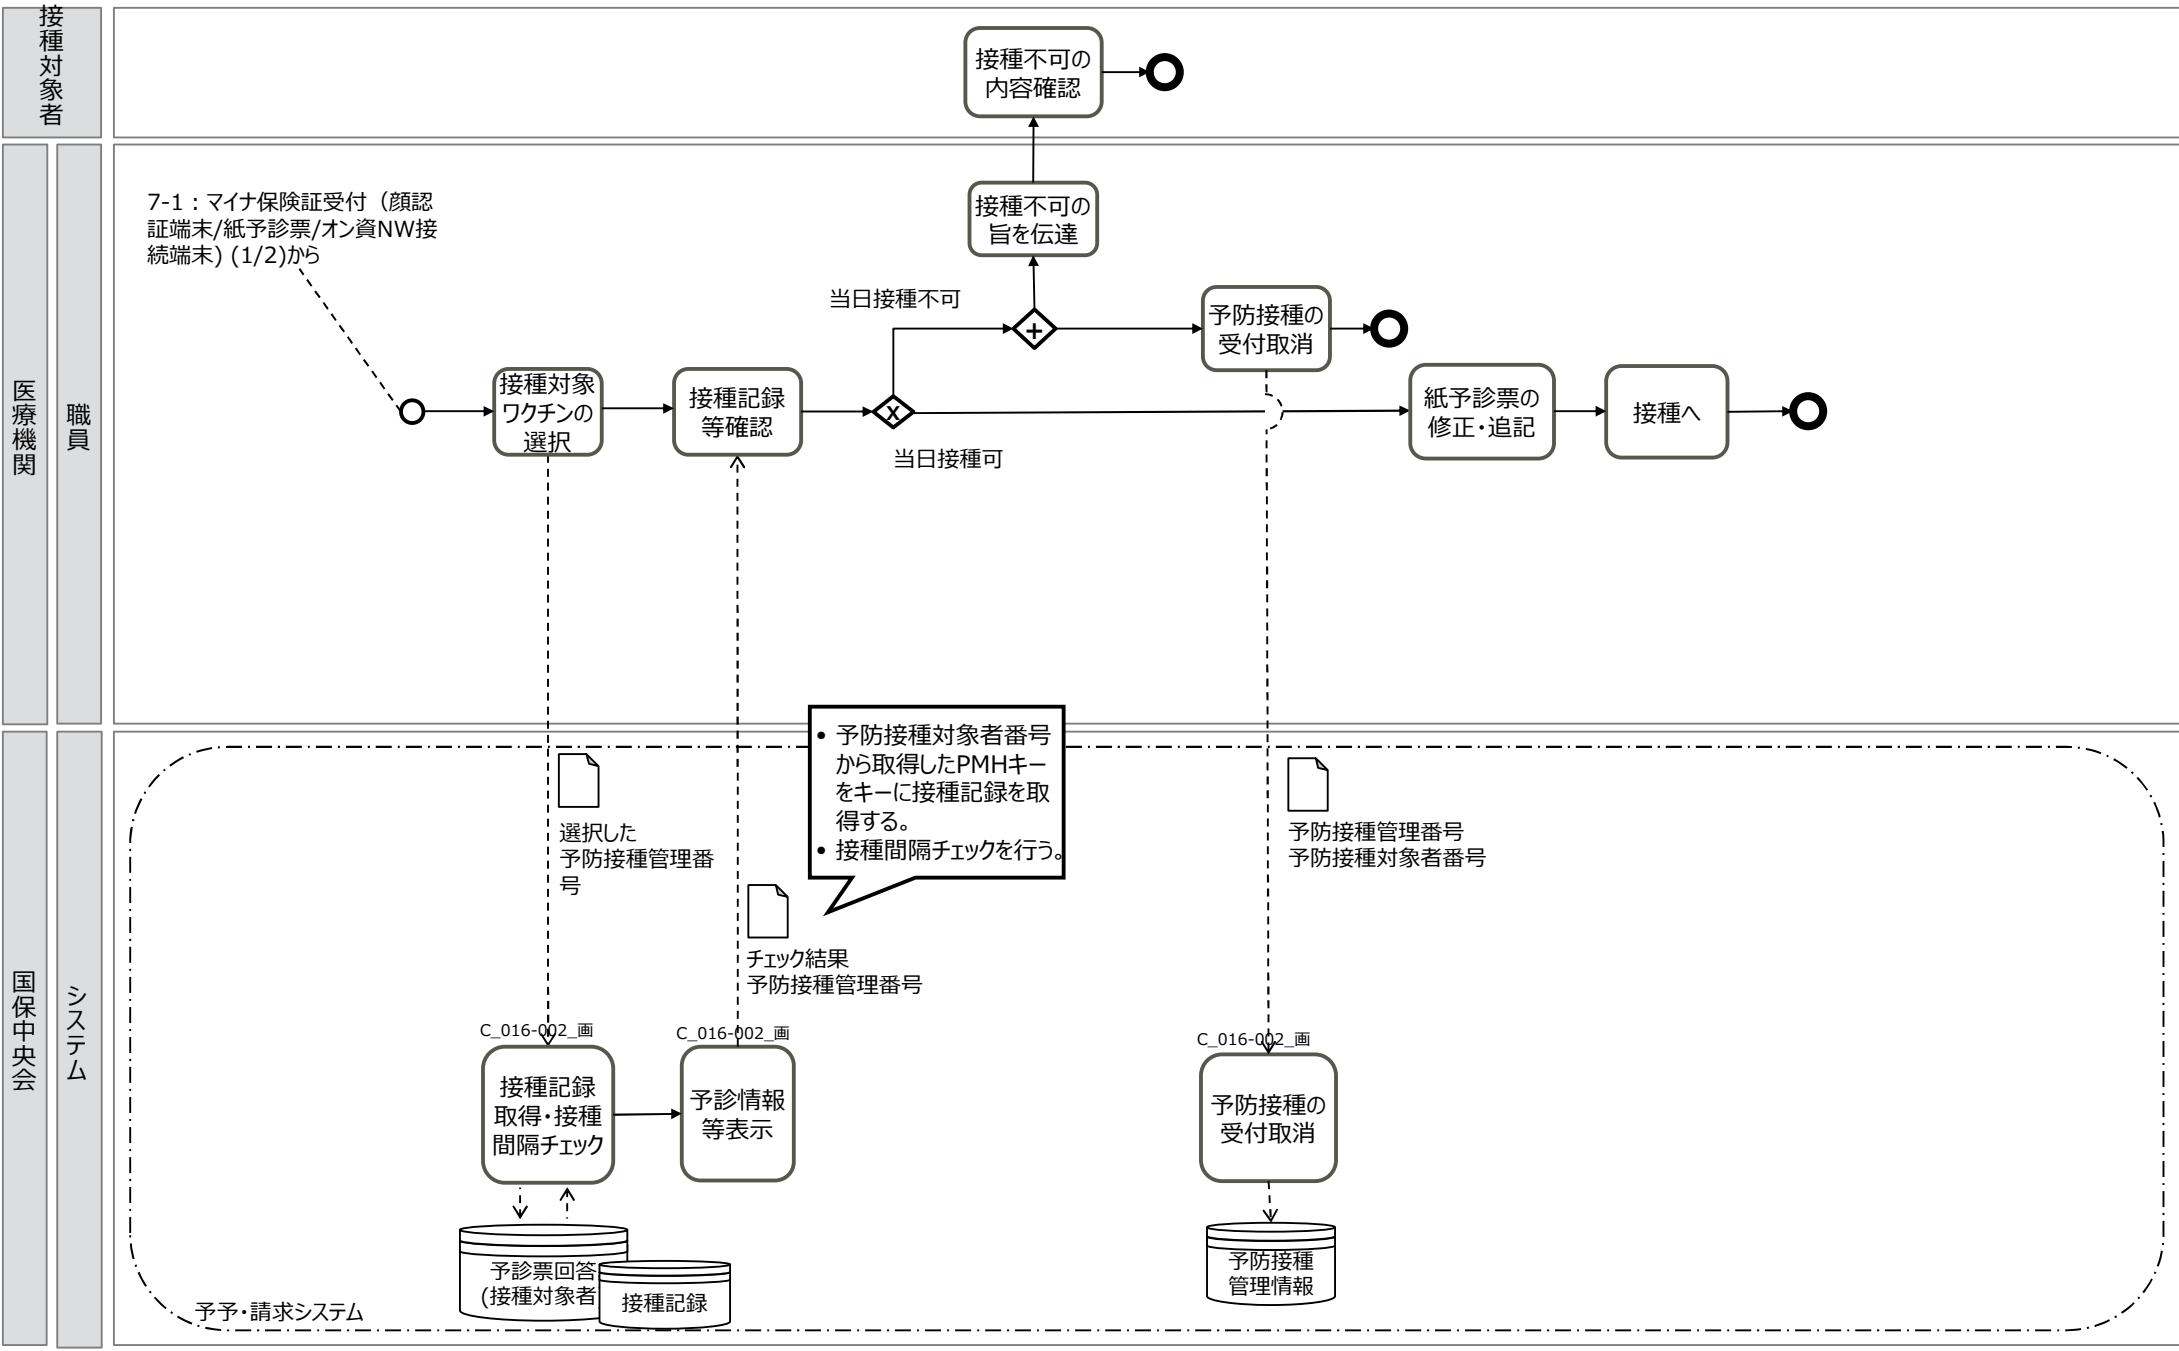 接種対象者
接種不可の
内容確認
医療機関
職員
7-1：マイナ保険証受付（顔認
証端末/紙予診票/オン資NW接
続端末) (1/2)から
接種不可の
旨を伝達
当日接種不可
+
予防接種の
受付取消
接種対象
ワクチンの
選択
接種記録
等確認
X
当日接種可
紙予診票の
修正・追記
接種へ
国保中央会
システム
• 予防接種対象者番号
から取得したPMHキー
をキーに接種記録を取
得する。
• 接種間隔チェックを行う。
選択した
予防接種管理番
号
チェック結果
予防接種管理番号
予防接種管理番号
予防接種対象者番号
C_016-002_画
C_016-002_画
C_016-002_画
接種記録
取得・接種
間隔チェック
予診情報
等表示
予防接種の
受付取消
予診票回答
(接種対象者
接種記録
予防接種
管理情報
予予・請求システム